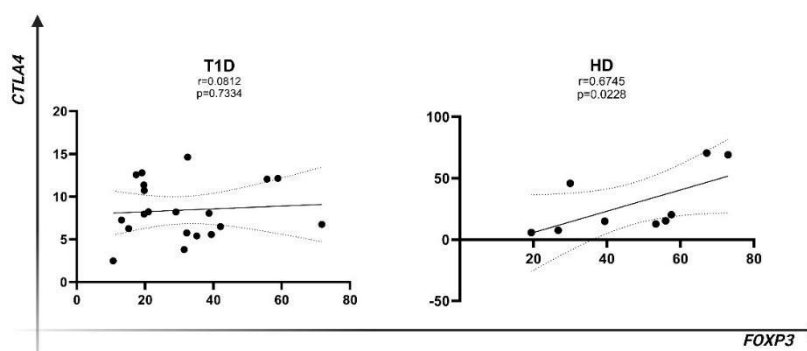 CTLA4
T1D
r=0.0812
p=0.7334
20
15
10
5
0
0 20 40 60 80
HD
r=0.6745
p=0.0228
100
50
0
-50
20 40 60 80
FOXP3